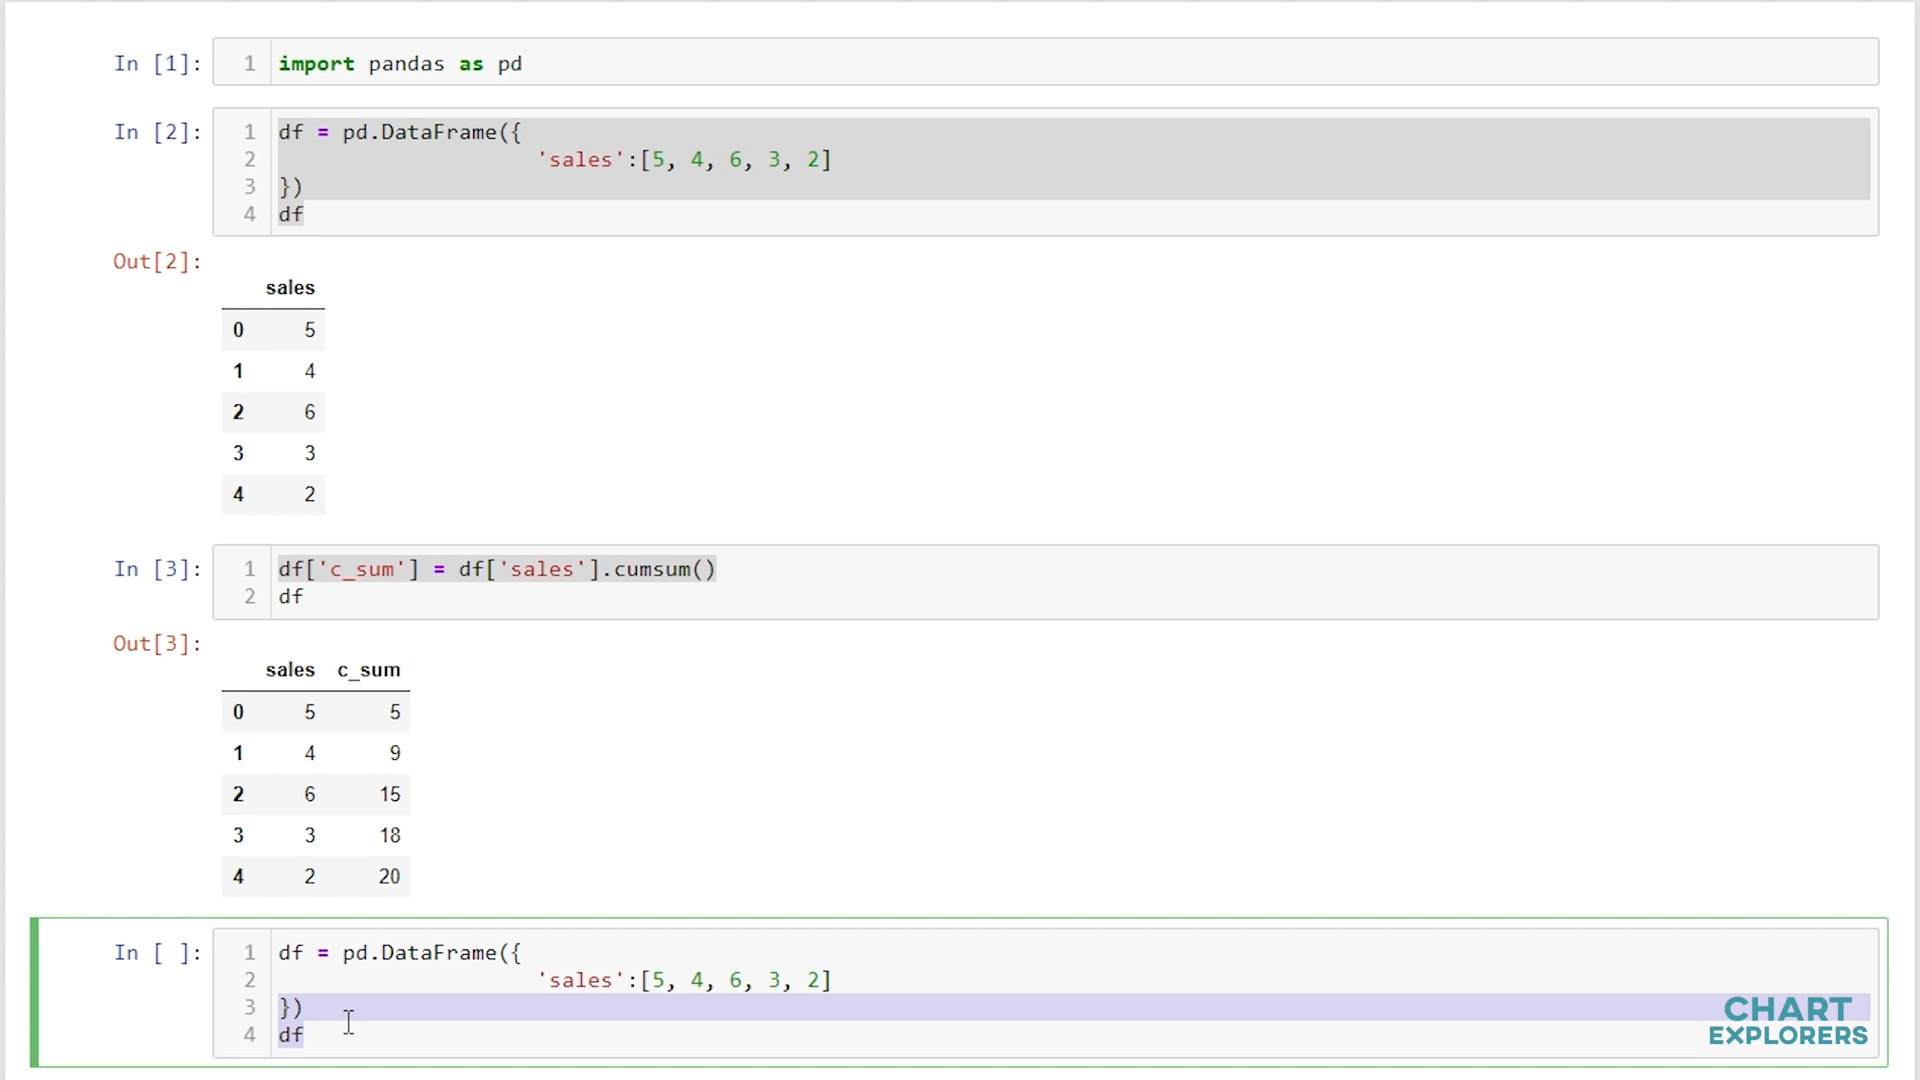 In [1]: 1 import pandas as pd
In [2]: 1 df = pd.DataFrame({
2 'sales':[5, 4, 6, 3, 2]
3 })
4 df
Out[2]:
sales
0 5
1 4
2 6
3 3
4 2
In [3]: 1 df['c_sum'] = df['sales'].cumsum()
2 df
Out[3]:
sales c_sum
0 5 5
1 4 9
2 6 15
3 3 18
4 2 20
In [ ]: 1 df = pd.DataFrame({
2 'sales':[5, 4, 6, 3, 2]
3 })
4 df
CHART
EXPLORERS